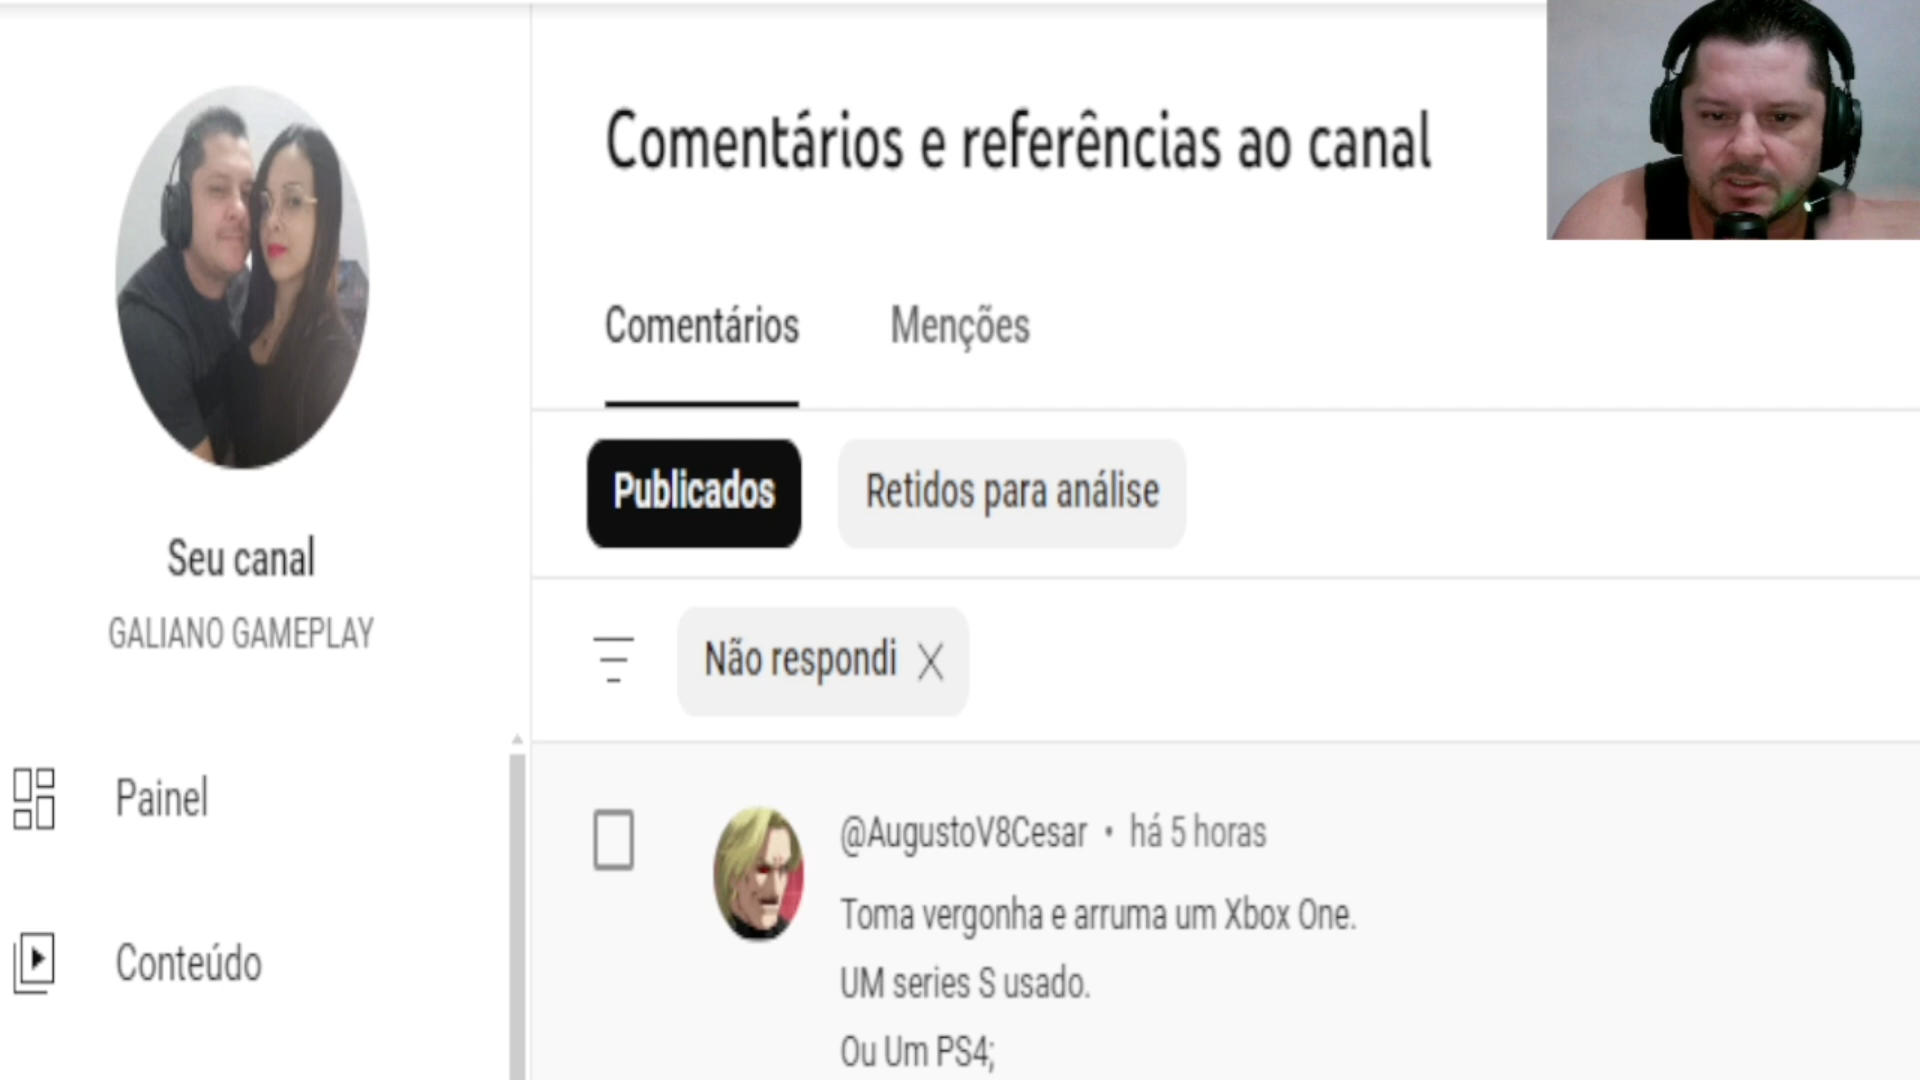 Comentários e referências ao canal
Comentários
Menções
Publicados
Retidos para análise
Seu canal
GALIANO GAMEPLAY
Não respondi
Painel
Conteúdo
@AugustoV8Cesar • há 5 horas
Toma vergonha e arruma um Xbox One.
UM series S usado.
Ou Um PS4;